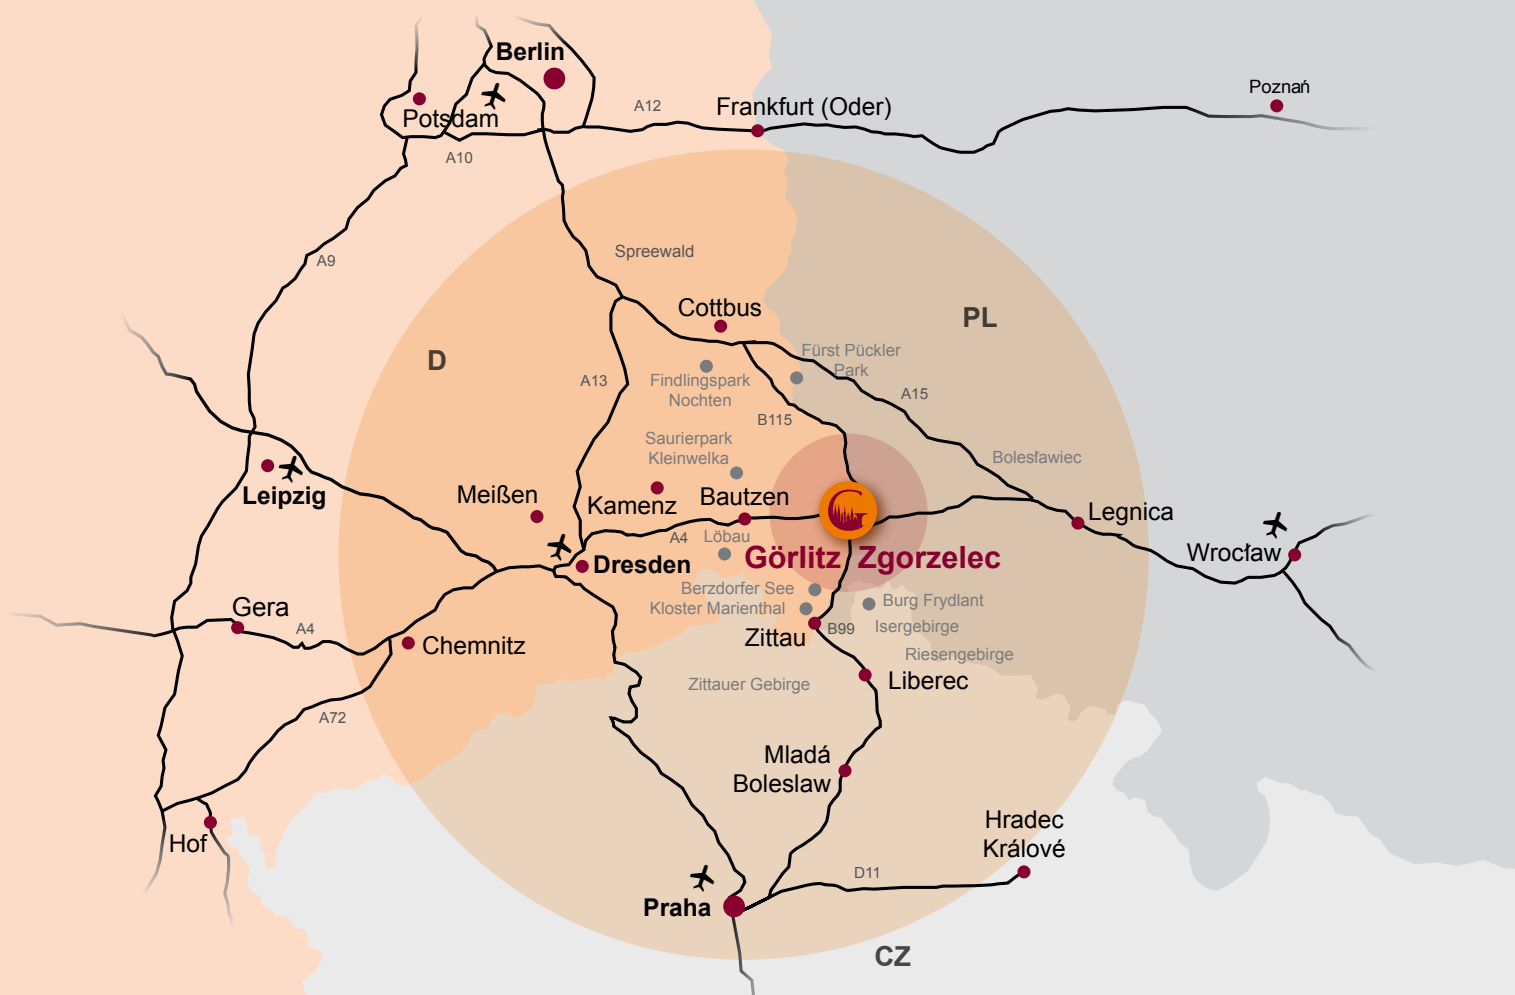 Berlin
Poznań
Potsdam
A12
Frankfurt (Oder)
A10
A9
Spreewald
Cottbus
PL
D
Fürst Pückler
Park
A13
Findlingspark
Nochten
A15
B115
Saurierpark
Kleinwelka
Bolesławiec
Leipzig
Meißen
Kamenz
Bautzen
Legnica
A4
Löbau
Wrocław
Dresden
Görlitz
Zgorzelec
Berzdorfer See
Kloster Marienthal
Burg Frydlant
Gera
A4
Chemnitz
Zittau
B99
Isergebirge
Riesengebirge
Zittauer Gebirge
Liberec
A72
Mladá
Boleslaw
Hof
Hradec
Králové
D11
Praha
CZ